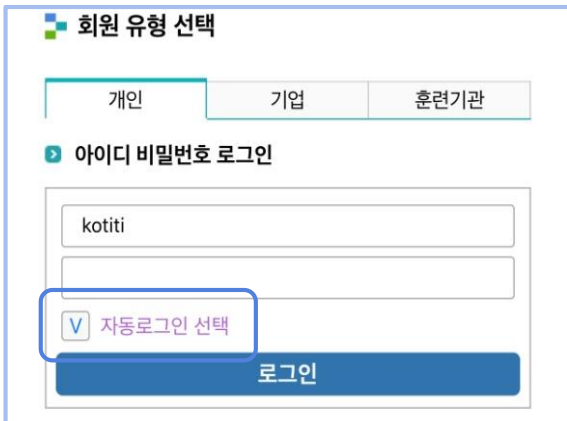 회원 유형 선택
개인 기업 훈련기관
아이디 비밀번호 로그인
kotiti
V 자동로그인 선택
로그인